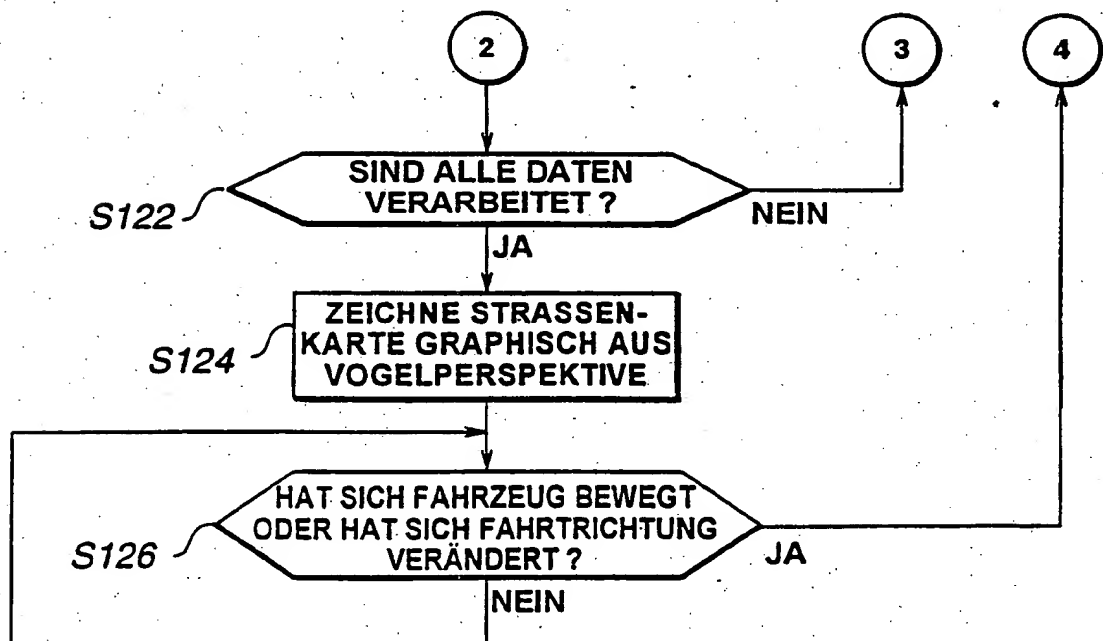 2
3
4
SIND ALLE DATEN
VERARBEITET ?
S122
NEIN
JA
ZEICHNE STRASSEN-
KARTE GRAPHISCH AUS
VOGELPERSPEKTIVE
S124
HAT SICH FAHRZEUG BEWEGT
ODER HAT SICH FAHRTRICHTUNG
VERÄNDERT ?
S126
JA
NEIN